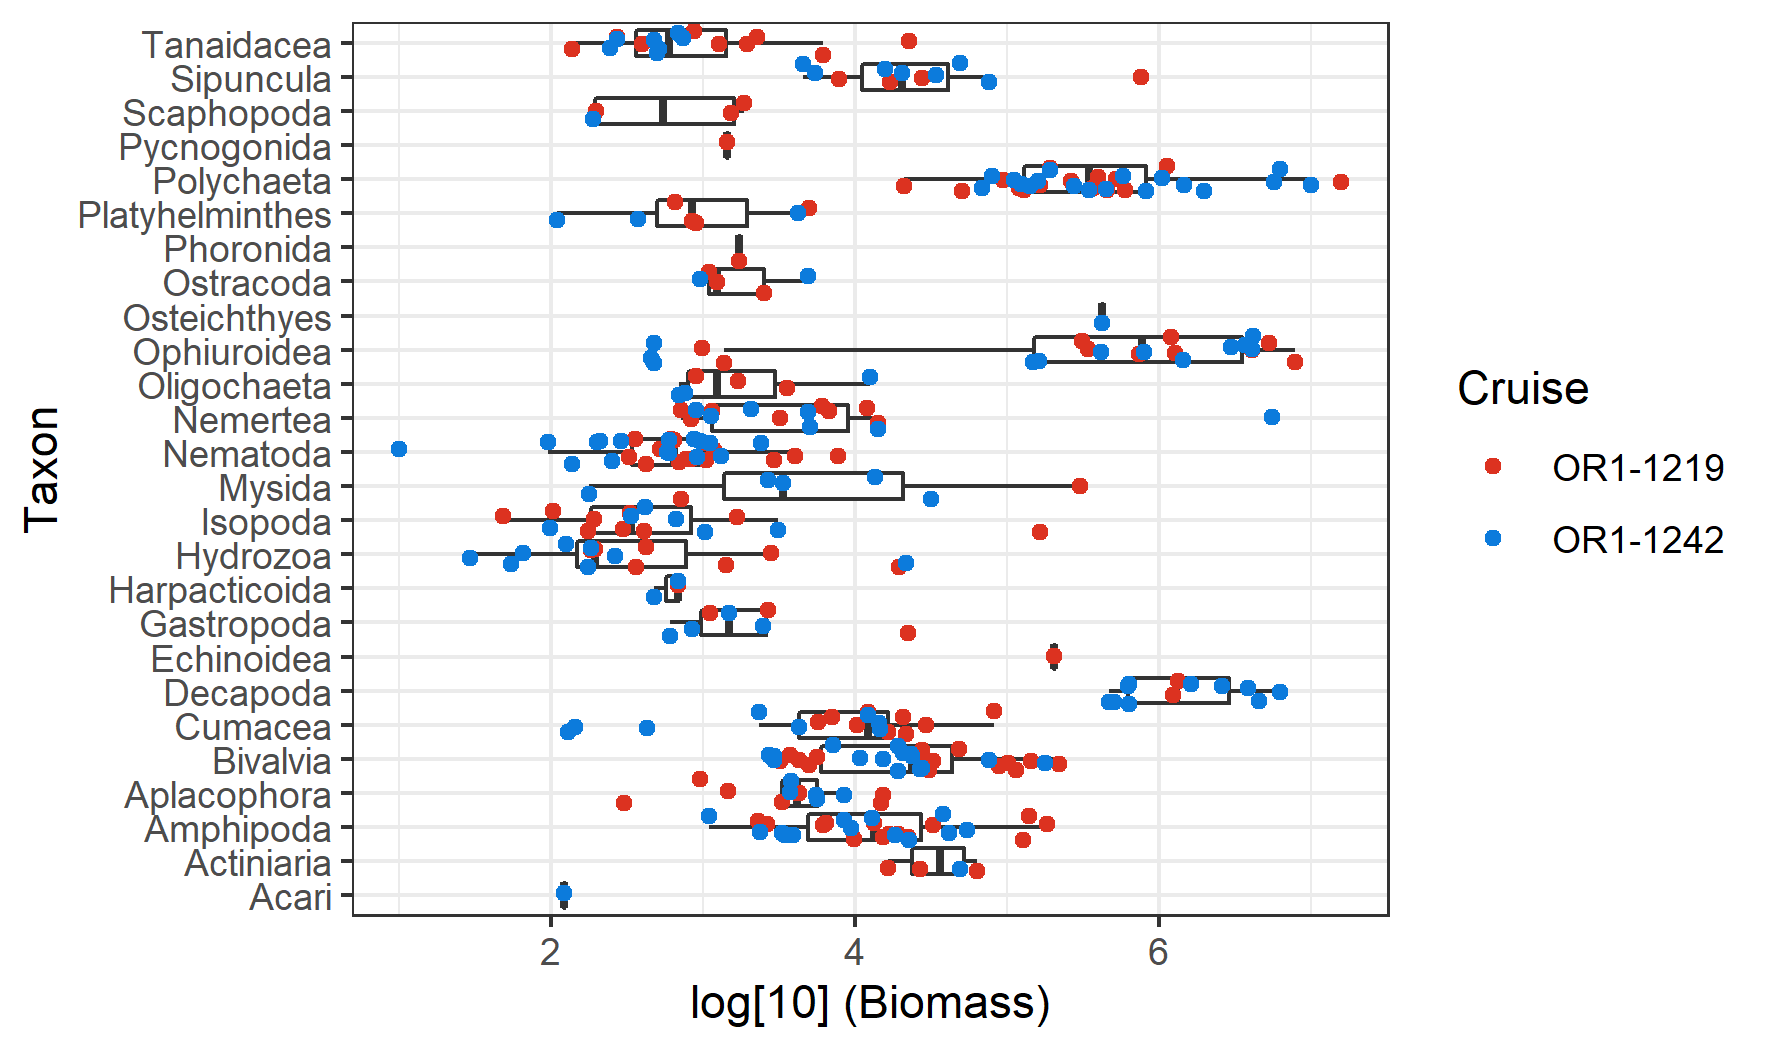 Tanaidacea
Sipuncula
Scaphopoda
Pycnogonida
Polychaeta
Platyhelminthes
Phoronida
Ostracoda
Osteichthyes
Ophiuroidea
Oligochaeta
Nemertea
Nematoda
Mysida
Isopoda
Hydrozoa
Harpacticoida
Gastropoda
Echinoidea
Decapoda
Cumacea
Bivalvia
Aplacophora
Amphipoda
Actiniaria
Acari
Taxon
2 4 6
log[10] (Biomass)
Cruise
OR1-1219
OR1-1242